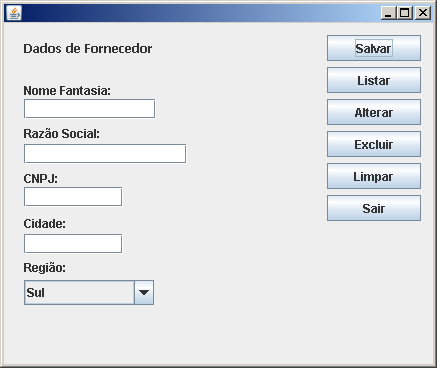 Dados de Fornecedor
Nome Fantasia:
Razão Social:
CNPJ:
Cidade:
Região:
Sul
Salvar
Listar
Alterar
Excluir
Limpar
Sair